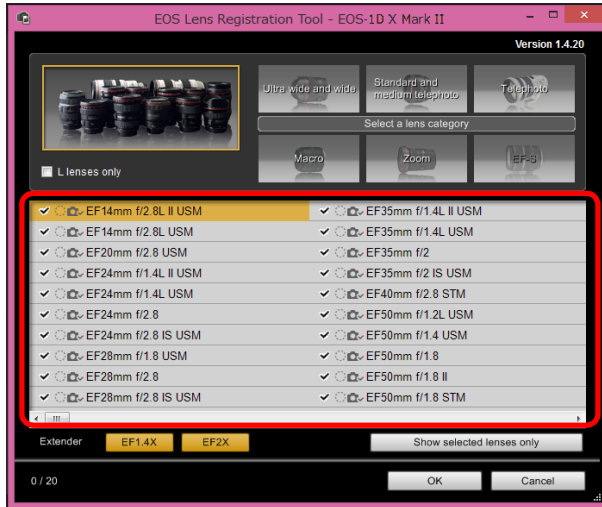 EOS Lens Registration Tool - EOS-1D X Mark II
Version 1.4.20
Ultra wide and wide
Standard and
medium telephoto
Telephoto
Select a lens category
Macro
Zoom
EF-S
L lenses only
EF14mm f/2.8L II USM
EF14mm f/2.8L USM
EF20mm f/2.8 USM
EF24mm f/1.4L II USM
EF24mm f/1.4L USM
EF24mm f/2.8
EF24mm f/2.8 IS USM
EF28mm f/1.8 USM
EF28mm f/2.8
EF28mm f/2.8 IS USM
EF35mm f/1.4L II USM
EF35mm f/1.4L USM
EF35mm f/2
EF35mm f/2 IS USM
EF40mm f/2.8 STM
EF50mm f/1.2L USM
EF50mm f/1.4 USM
EF50mm f/1.8
EF50mm f/1.8 II
EF50mm f/1.8 STM
Extender EF1.4X EF2X Show selected lenses only
0 / 20 OK Cancel